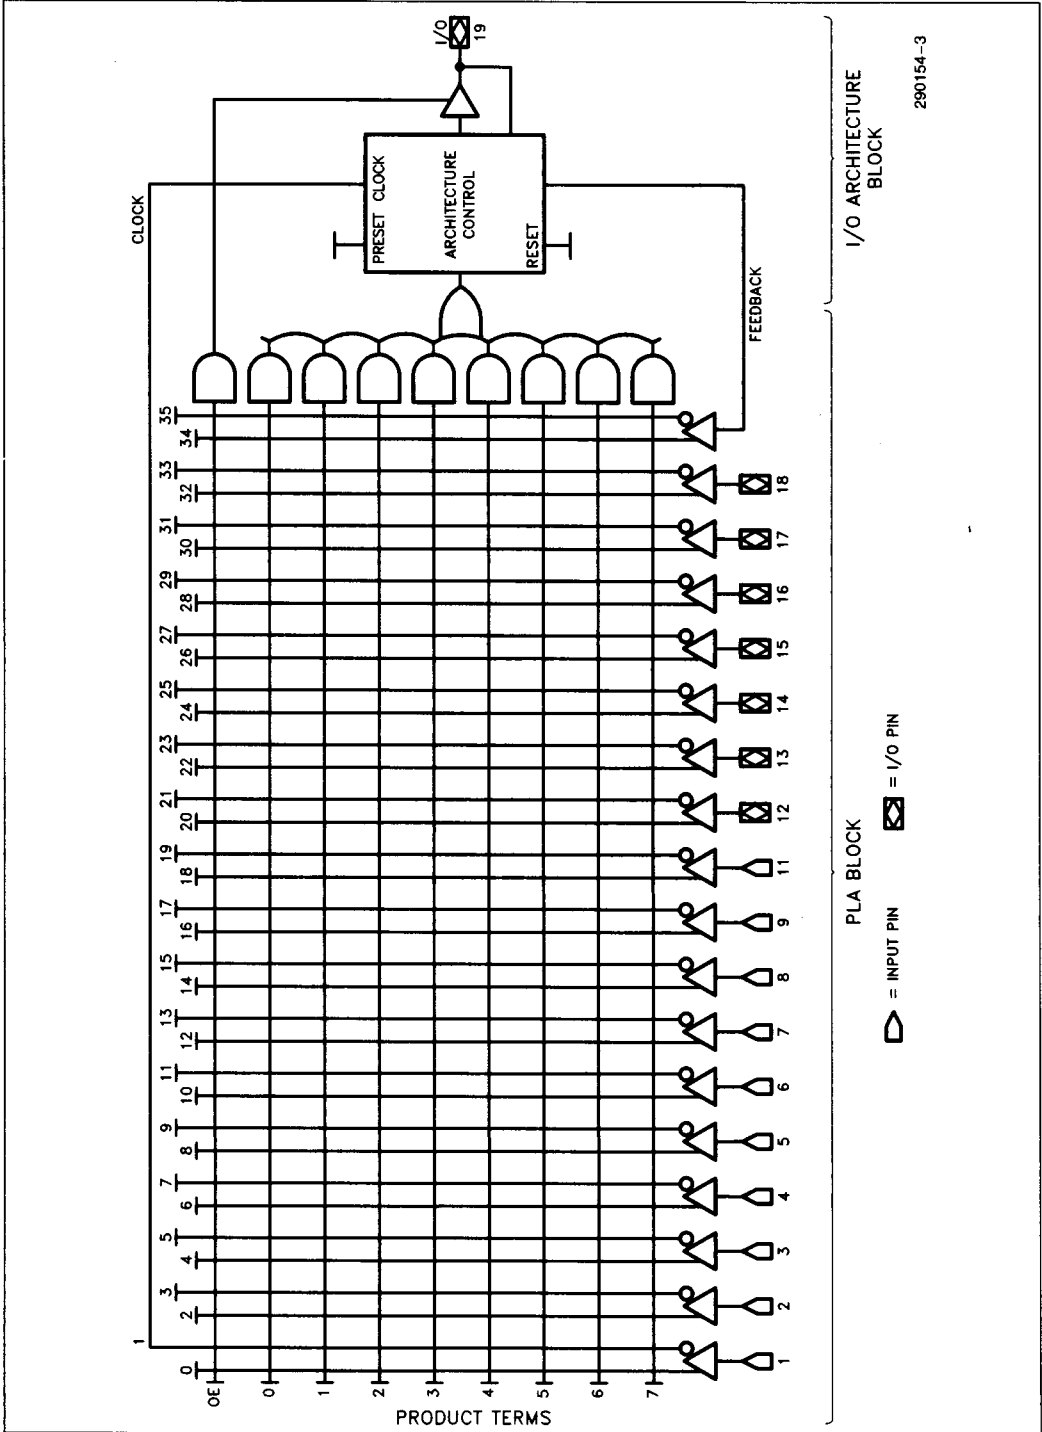 PRODUCT TERMS
OE 0 1 2 3 4 5 6 7
0 1 2 3 4 5 6 7 8 9 10 11 12 13 14 15 16 17 18 19 20 21 22 23 24 25 26 27 28 29 30 31 32 33 34 35
CLOCK
PRESET CLOCK
ARCHITECTURE
CONTROL
RESET
I/O
19
FEEDBACK
1 2 3 4 5 6 7 8 9 11 12 13 14 15 16 17 18
PLA BLOCK
I/O ARCHITECTURE
BLOCK
= INPUT PIN
= I/O PIN
290154-3